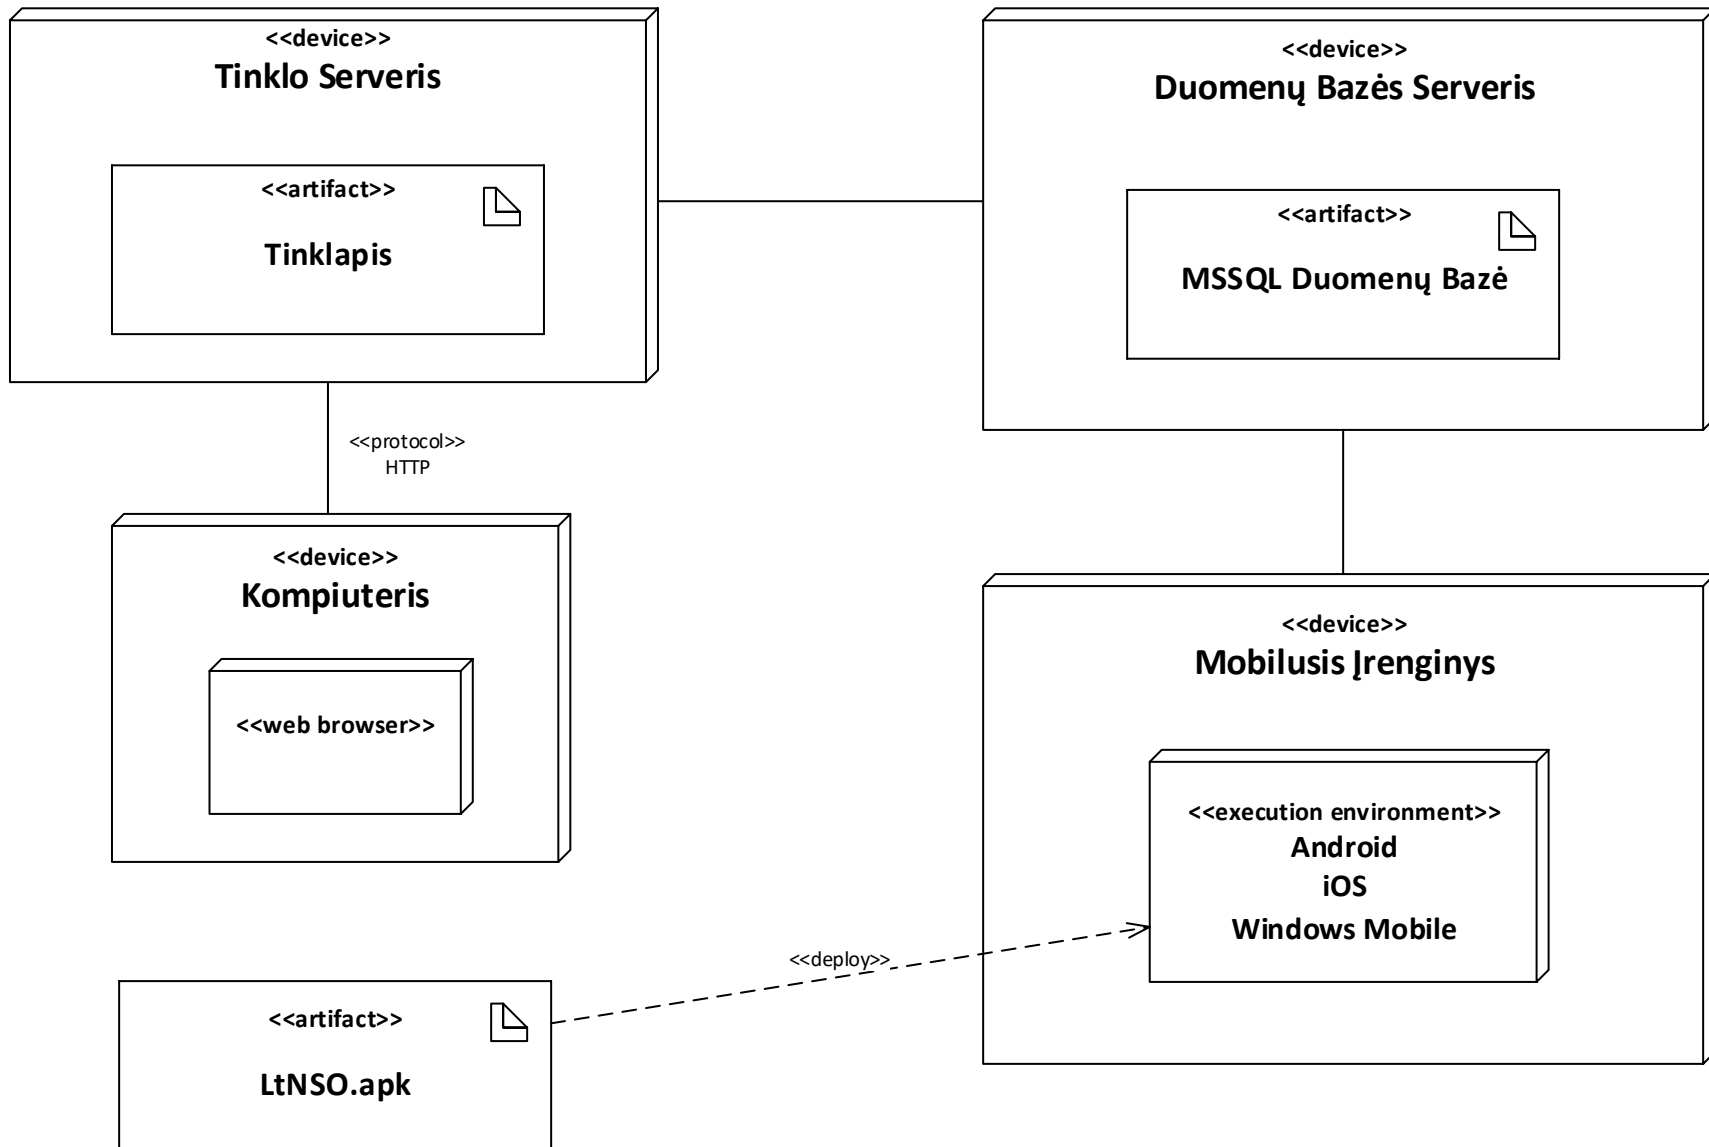 <<device>>
Tinklo Serveris
<<artifact>>
Tinklapis
<<device>>
Duomenų Bazės Serveris
<<artifact>>
MSSQL Duomenų Bazė
<<protocol>>
HTTP
<<device>>
Kompiuteris
<<web browser>>
<<device>>
Mobilusis Įrenginys
<<execution environment>>
Android
iOS
Windows Mobile
<<deploy>>
<<artifact>>
LtNSO.apk